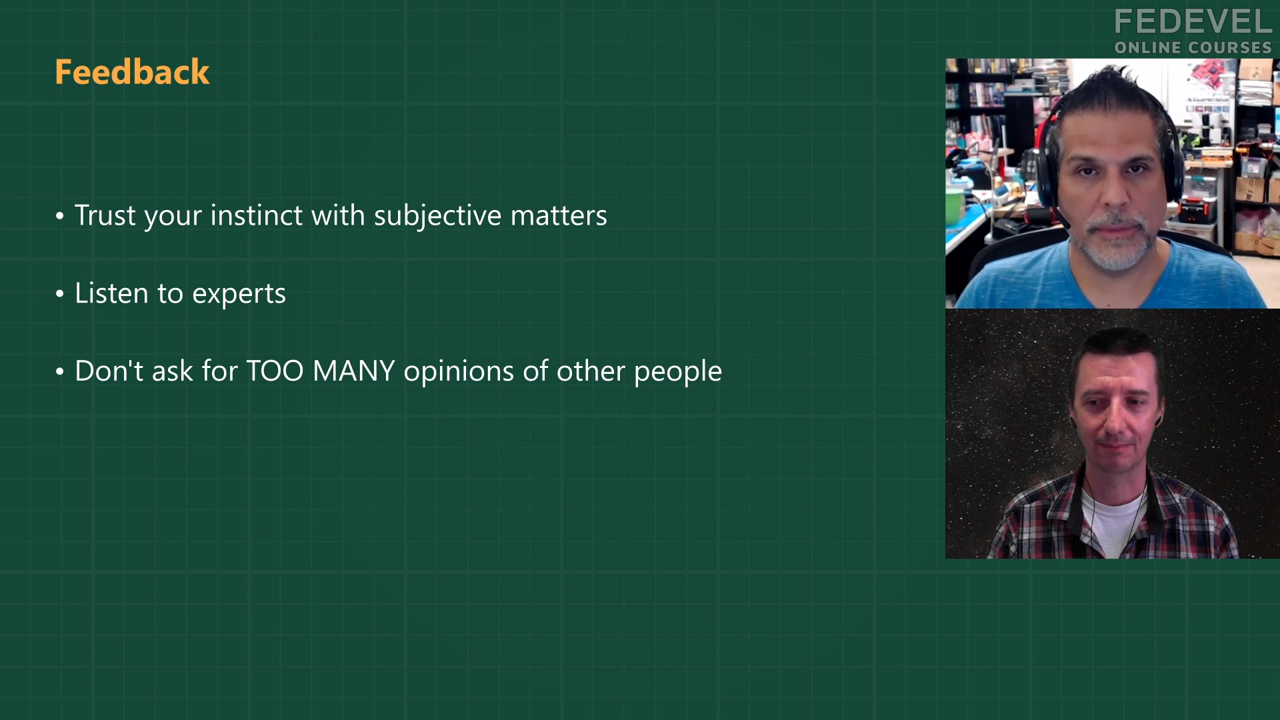 FEDEVEL
ONLINE COURSES
Feedback
• Trust your instinct with subjective matters
• Listen to experts
• Don't ask for TOO MANY opinions of other people